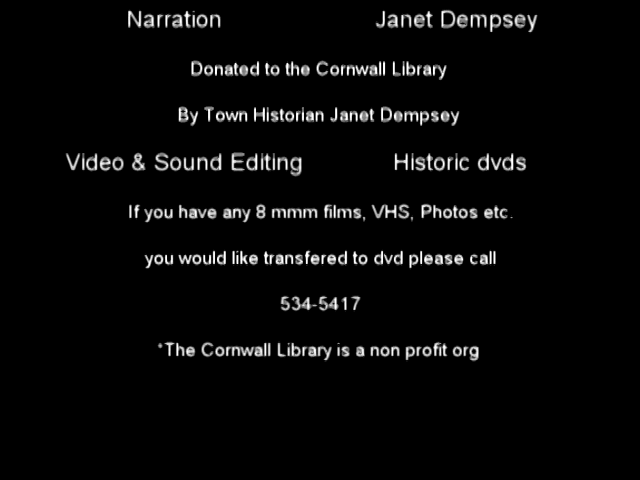 Narration Janet Dempsey
Donated to the Cornwall Library
By Town Historian Janet Dempsey
Video & Sound Editing Historic dvds
If you have any 8 mmm films, VHS, Photos etc.
you would like transfered to dvd please call
534-5417
*The Cornwall Library is a non profit org